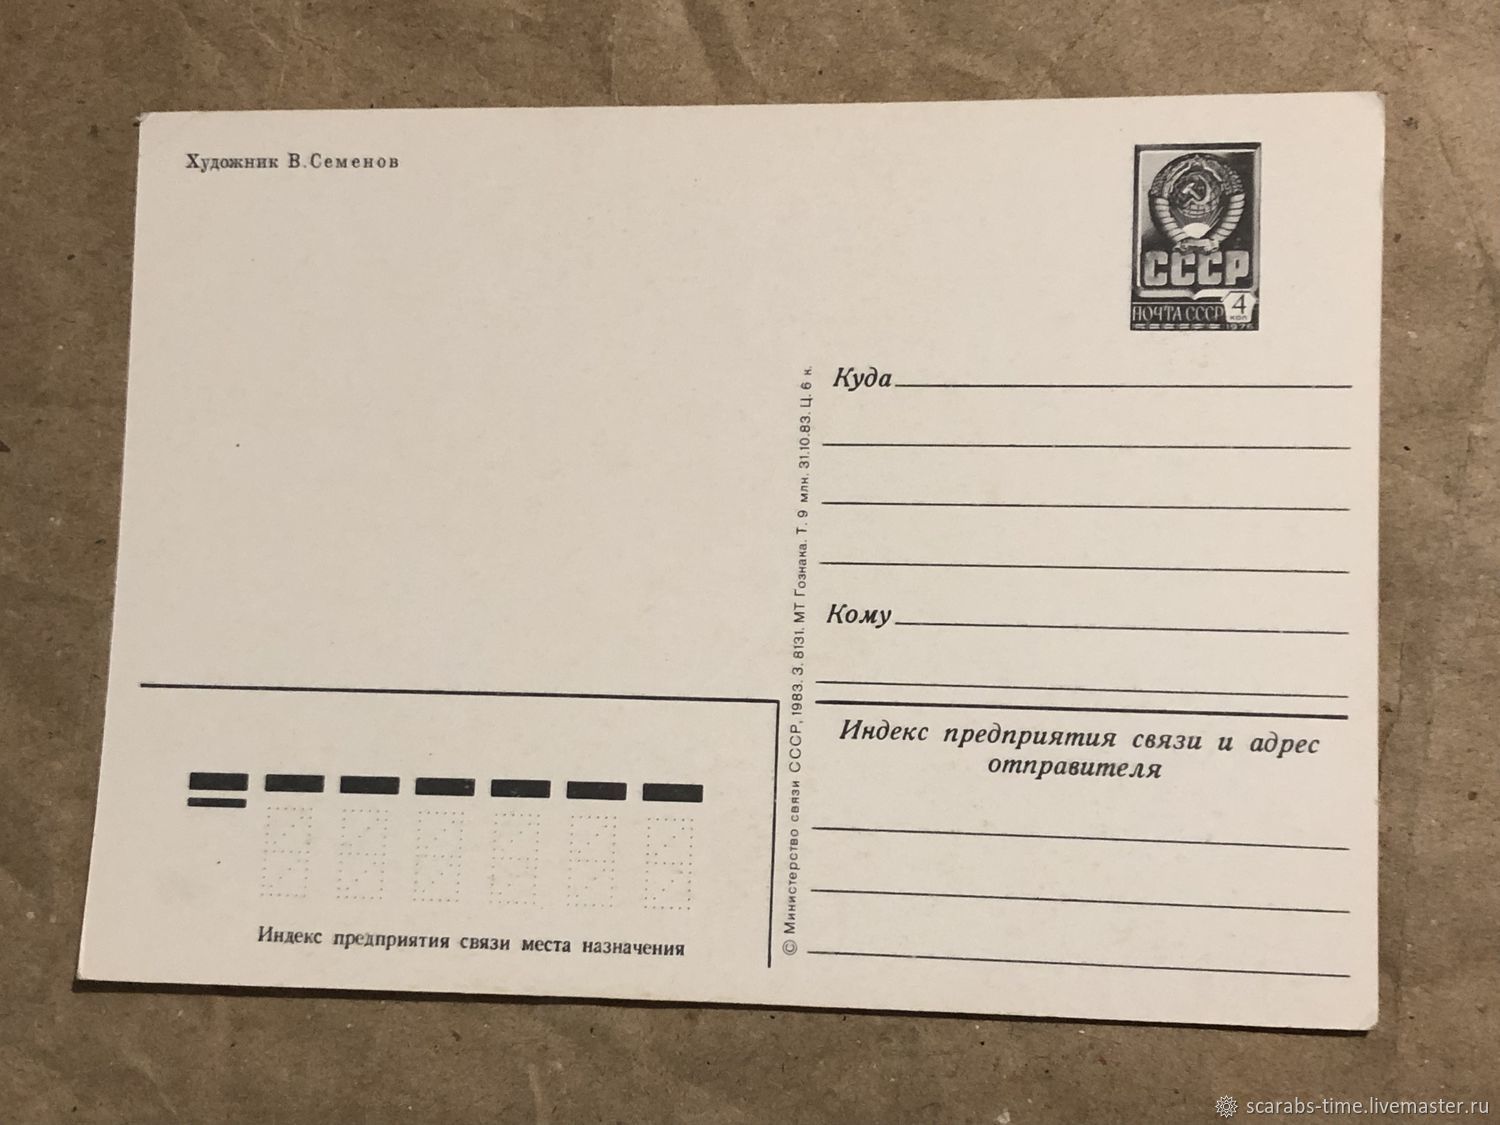 Художник В.Семенов
СССР
ПОЧТА СССР
4
коп
1976
Куда
Кому
© Министерство связи СССР, 1983. З. 8131. МТ Гознака. Т. 9 млн. 31.10.83. Ц. 6 к.
Индекс предприятия связи и адрес
отправителя
Индекс предприятия связи места назначения
scarabs-time.livemaster.ru